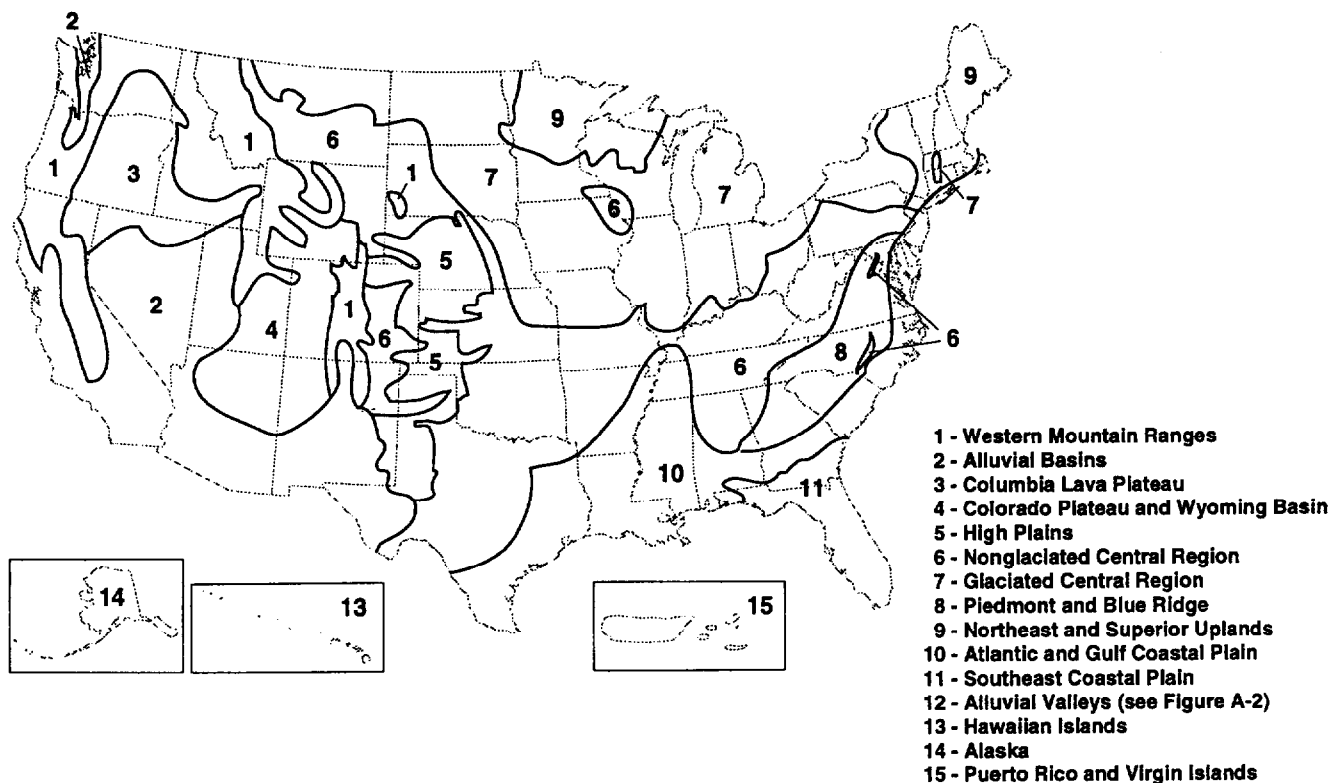 2
9
9
1
6
1
3
1
7
7
6
7
5
2
4
1
6
5
8
6
6
10
11
14
13
15
1 - Western Mountain Ranges
2 - Alluvial Basins
3 - Columbia Lava Plateau
4 - Colorado Plateau and Wyoming Basin
5 - High Plains
6 - Nonglaciated Central Region
7 - Glaciated Central Region
8 - Piedmont and Blue Ridge
9 - Northeast and Superior Uplands
10 - Atlantic and Gulf Coastal Plain
11 - Southeast Coastal Plain
12 - Alluvial Valleys (see Figure A-2)
13 - Hawaiian Islands
14 - Alaska
15 - Puerto Rico and Virgin Islands